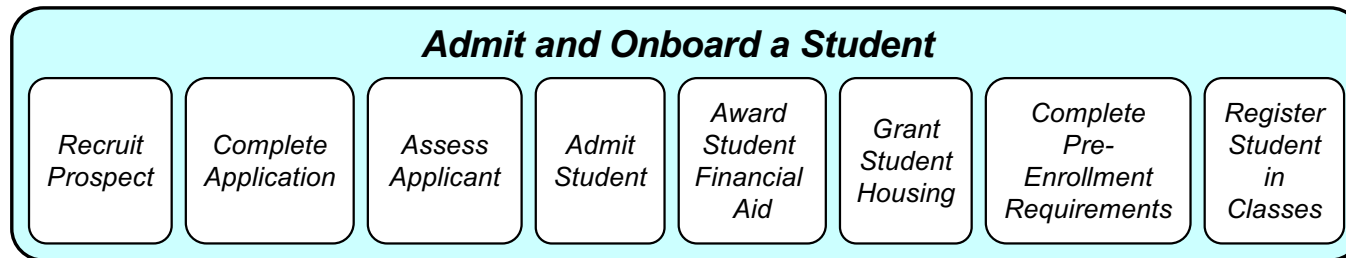 Admit and Onboard a Student
Recruit
Prospect
Complete
Application
Assess
Applicant
Admit
Student
Award
Student
Financial
Aid
Grant
Student
Housing
Complete
Pre-
Enrollment
Requirements
Register
Student
in
Classes